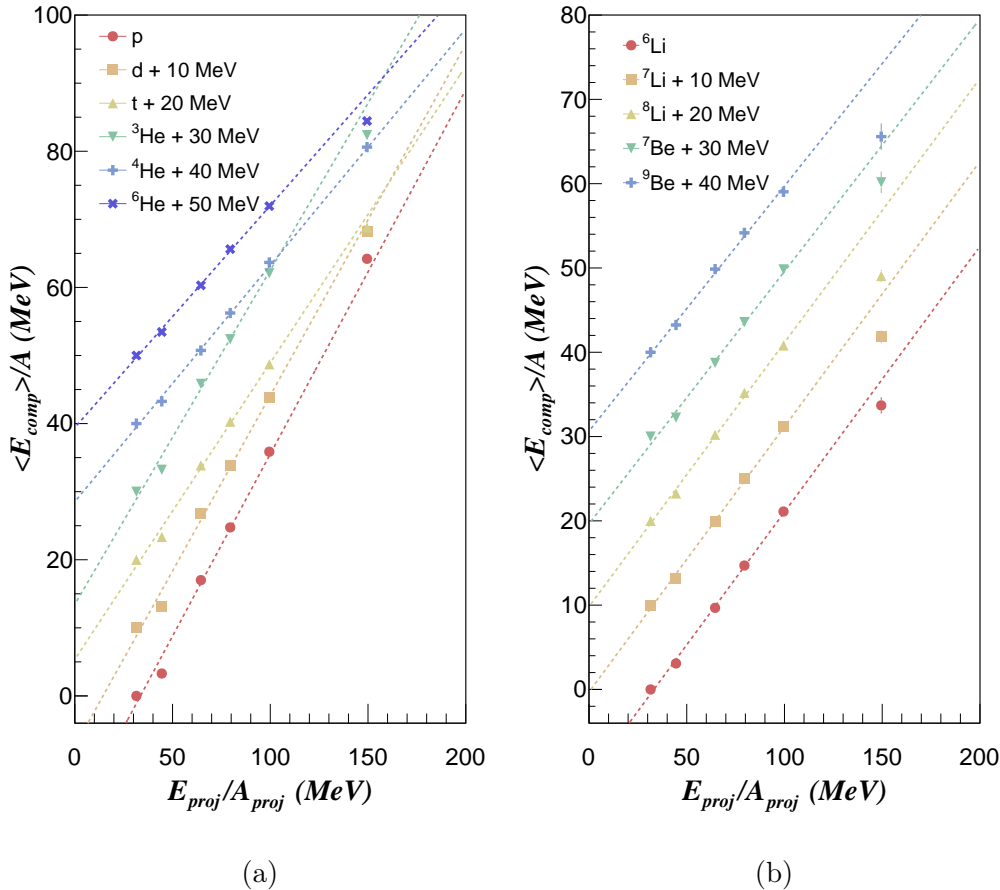 100
80
60
40
20
0
<E_comp>/A (MeV)
p
d + 10 MeV
t + 20 MeV
³He + 30 MeV
⁴He + 40 MeV
⁶He + 50 MeV
0 50 100 150 200
E_proj/A_proj (MeV)
(a)
80
70
60
50
40
30
20
10
0
<E_comp>/A (MeV)
⁶Li
⁷Li + 10 MeV
⁸Li + 20 MeV
⁷Be + 30 MeV
⁹Be + 40 MeV
0 50 100 150 200
E_proj/A_proj (MeV)
(b)